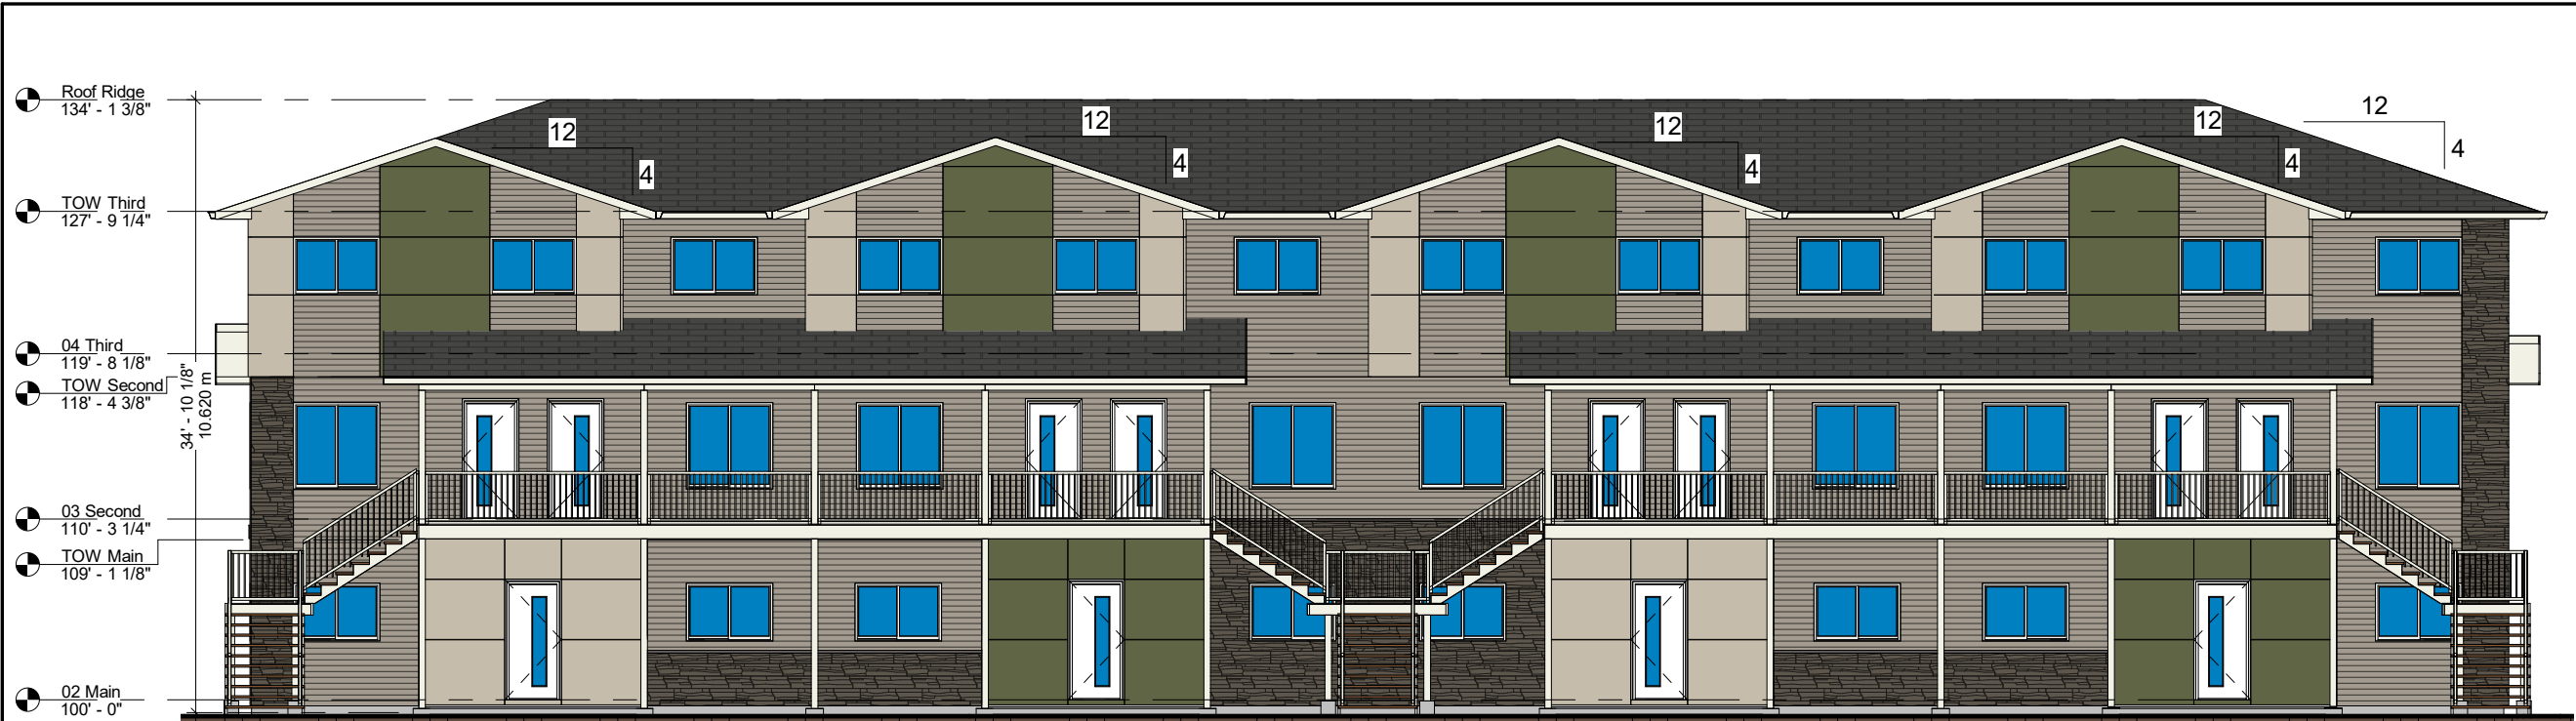 Roof Ridge
134' - 1 3/8"
TOW Third
127' - 9 1/4"
04 Third
119' - 8 1/8"
TOW Second
118' - 4 3/8"
03 Second
110' - 3 1/4"
TOW Main
109' - 1 1/8"
02 Main
100' - 0"
34' - 10 1/8"
10.620 m
12
4
12
4
12
4
12
4
12
4